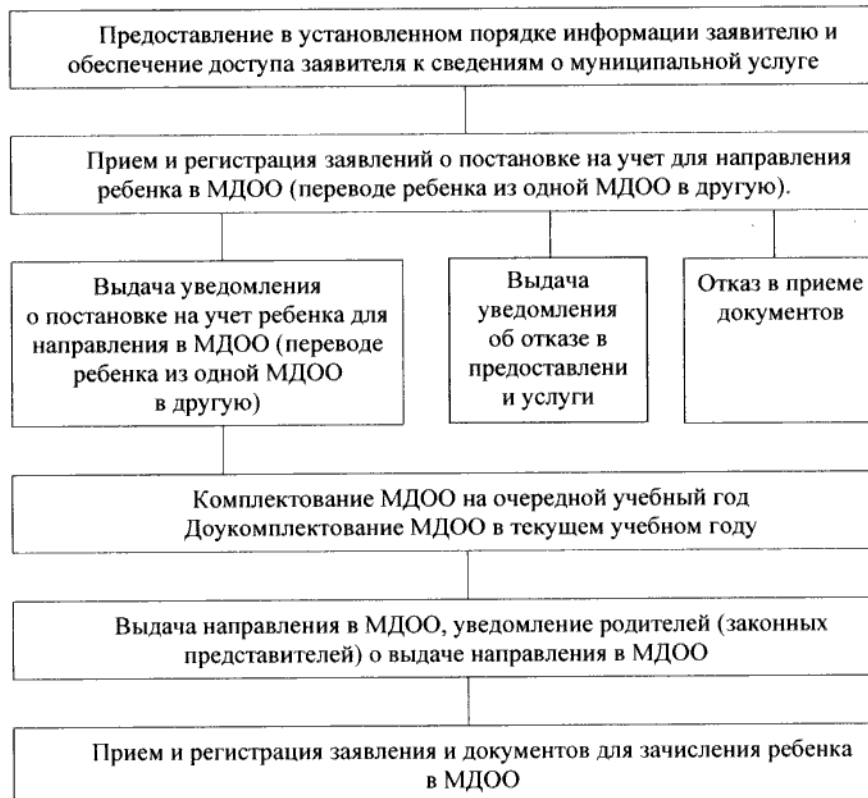 Предоставление в установленном порядке информации заявителю и
обеспечение доступа заявителя к сведениям о муниципальной услуге
Прием и регистрация заявлений о постановке на учет для направления
ребенка в МДОО (переводе ребенка из одной МДОО в другую).
Выдача уведомления
о постановке на учет ребенка для
направления в МДОО (переводе
ребенка из одной МДОО
в другую)
Выдача
уведомления
об отказе в
предоставлени
и услуги
Отказ в приеме
документов
Комплектование МДОО на очередной учебный год
Доукомплектование МДОО в текущем учебном году
Выдача направления в МДОО, уведомление родителей (законных
представителей) о выдаче направления в МДОО
Прием и регистрация заявления и документов для зачисления ребенка
в МДОО